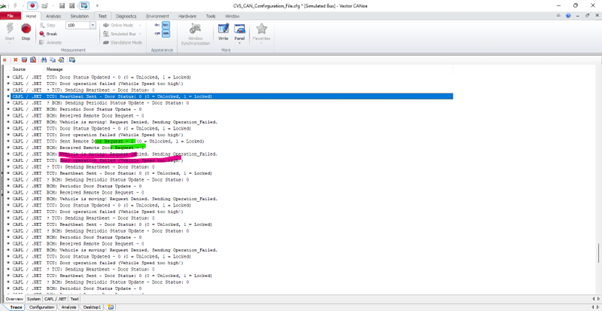 CVS_CAN_Configuration_File.cfg * [Simulated Bus] - Vector CANoe
File Home Analysis Simulation Test Diagnostics Environment Hardware Tools Window
Start Stop Step 100 Break Animate Online Mode Simulated Bus Standalone Mode Window Synchronization Write Panel Favorites
Measurement Appearance More
Source Message
CAPL / .NET TCU: Door Status Updated - 0 (0 = Unlocked, 1 = Locked)
CAPL / .NET TCU: Door operation failed (Vehicle Speed too high!)
CAPL / .NET ? TCU: Sending Heartbeat - Door Status: 0
CAPL / .NET TCU: Heartbeat Sent - Door Status: 0 (0 = Unlocked, 1 = Locked)
CAPL / .NET ? BCM: Sending Periodic Status Update - Door Status: 0
CAPL / .NET BCM: Periodic Door Status Update - 0
CAPL / .NET BCM: Received Remote Door Request - 0
CAPL / .NET BCM: Vehicle is moving! Request Denied. Sending Operation_Failed.
CAPL / .NET TCU: Door Status Updated - 0 (0 = Unlocked, 1 = Locked)
CAPL / .NET TCU: Door operation failed (Vehicle Speed too high!)
CAPL / .NET TCU: Sent Remote Door Request - (0 = Unlocked, 1 = Locked)
CAPL / .NET BCM: Received Remote Door Request -
CAPL / .NET BCM: Vehicle is moving! Request Denied. Sending Operation_Failed.
CAPL / .NET TCU: Door operation failed (Vehicle Speed too high!)
CAPL / .NET ? TCU: Sending Heartbeat - Door Status: 0
CAPL / .NET TCU: Heartbeat Sent - Door Status: 0 (0 = Unlocked, 1 = Locked)
CAPL / .NET ? BCM: Sending Periodic Status Update - Door Status: 0
CAPL / .NET BCM: Periodic Door Status Update - 0
CAPL / .NET BCM: Received Remote Door Request - 0
CAPL / .NET BCM: Vehicle is moving! Request Denied. Sending Operation_Failed.
CAPL / .NET TCU: Door Status Updated - 0 (0 = Unlocked, 1 = Locked)
CAPL / .NET TCU: Door operation failed (Vehicle Speed too high!)
CAPL / .NET ? TCU: Sending Heartbeat - Door Status: 0
CAPL / .NET TCU: Heartbeat Sent - Door Status: 0 (0 = Unlocked, 1 = Locked)
CAPL / .NET ? BCM: Sending Periodic Status Update - Door Status: 0
CAPL / .NET BCM: Periodic Door Status Update - 0
CAPL / .NET BCM: Received Remote Door Request - 0
CAPL / .NET BCM: Vehicle is moving! Request Denied. Sending Operation_Failed.
CAPL / .NET TCU: Door Status Updated - 0 (0 = Unlocked, 1 = Locked)
CAPL / .NET TCU: Door operation failed (Vehicle Speed too high!)
CAPL / .NET ? TCU: Sending Heartbeat - Door Status: 0
CAPL / .NET TCU: Heartbeat Sent - Door Status: 0 (0 = Unlocked, 1 = Locked)
CAPL / .NET ? BCM: Sending Periodic Status Update - Door Status: 0
CAPL / .NET BCM: Periodic Door Status Update - 0
Overview System CAPL / .NET Test
Trace Configuration Analysis Desktop1